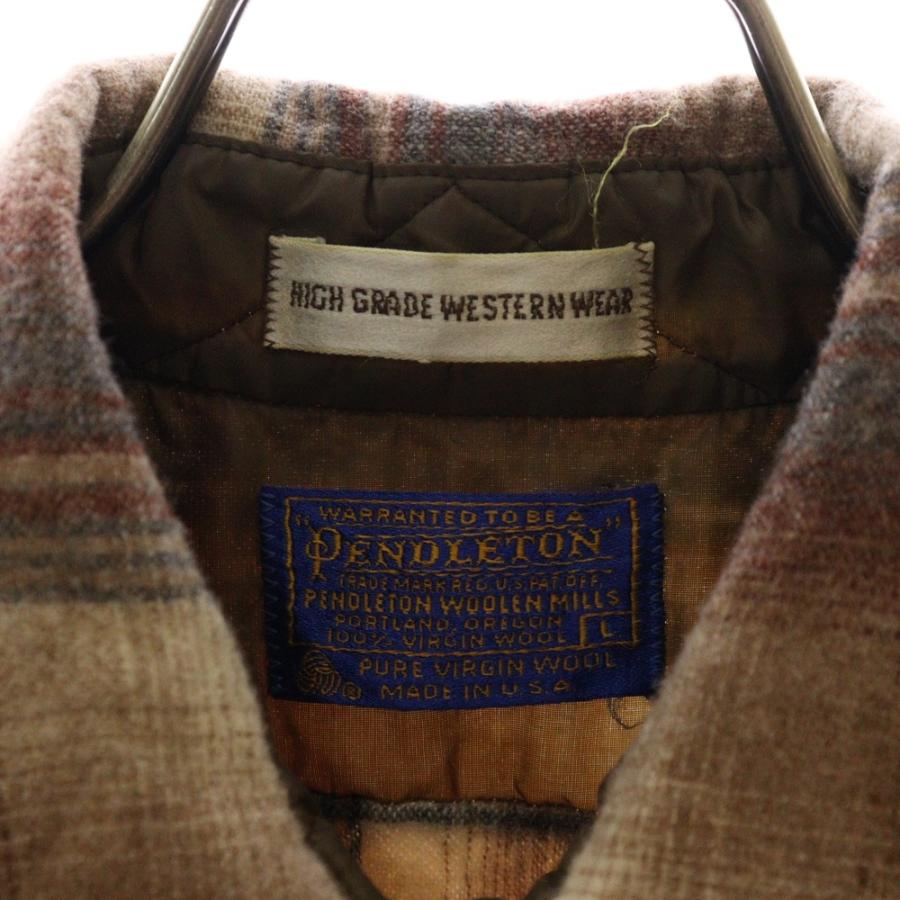 HIGH GRADE WESTERN WEAR
WARRANTED TO BE A
"PENDLETON"
TRADE MARK REG. U.S. PAT. OFF.
PENDLETON WOOLEN MILLS
PORTLAND, OREGON
100% VIRGIN WOOL L
PURE VIRGIN WOOL
® MADE IN U.S.A